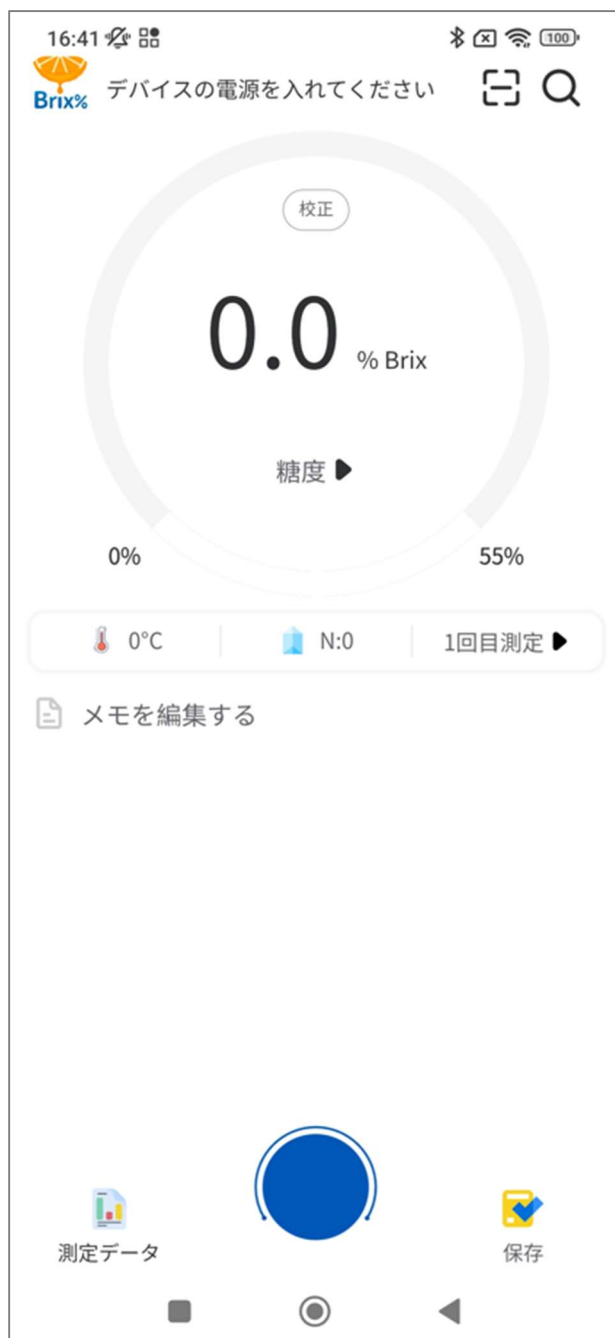 16:41
100
Brix%
デバイスの電源を入れてください
校正
0.0 % Brix
糖度
0% 55%
0°C N:0 1回目測定
メモを編集する
測定データ 保存